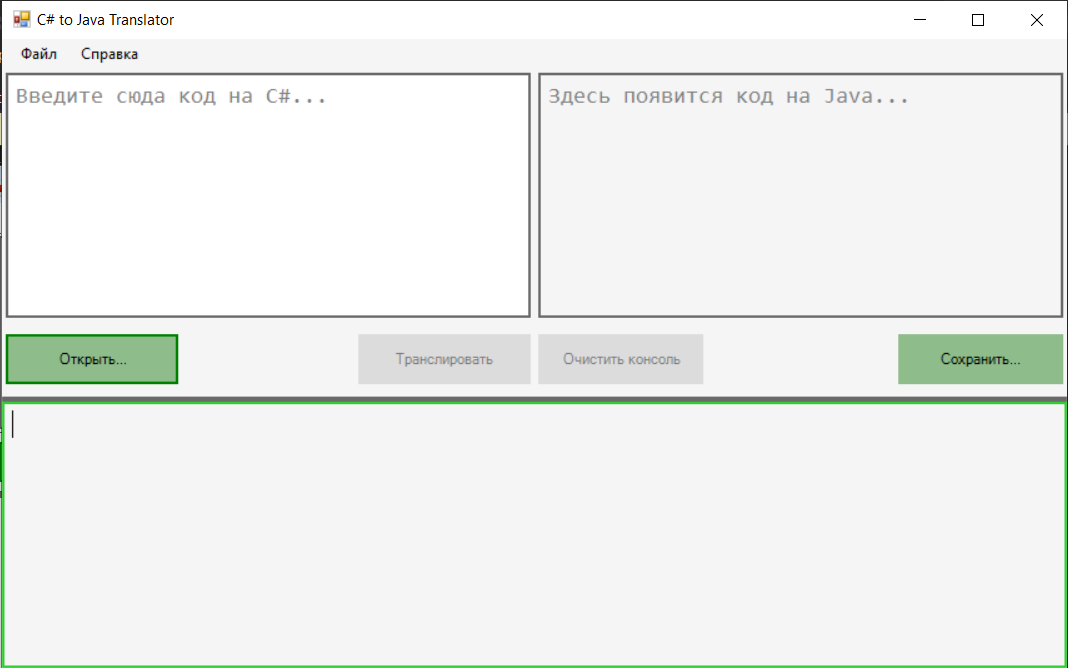 C# to Java Translator
Файл Справка
Введите сюда код на C#...
Здесь появится код на Java...
Открыть...
Транслировать
Очистить консоль
Сохранить...